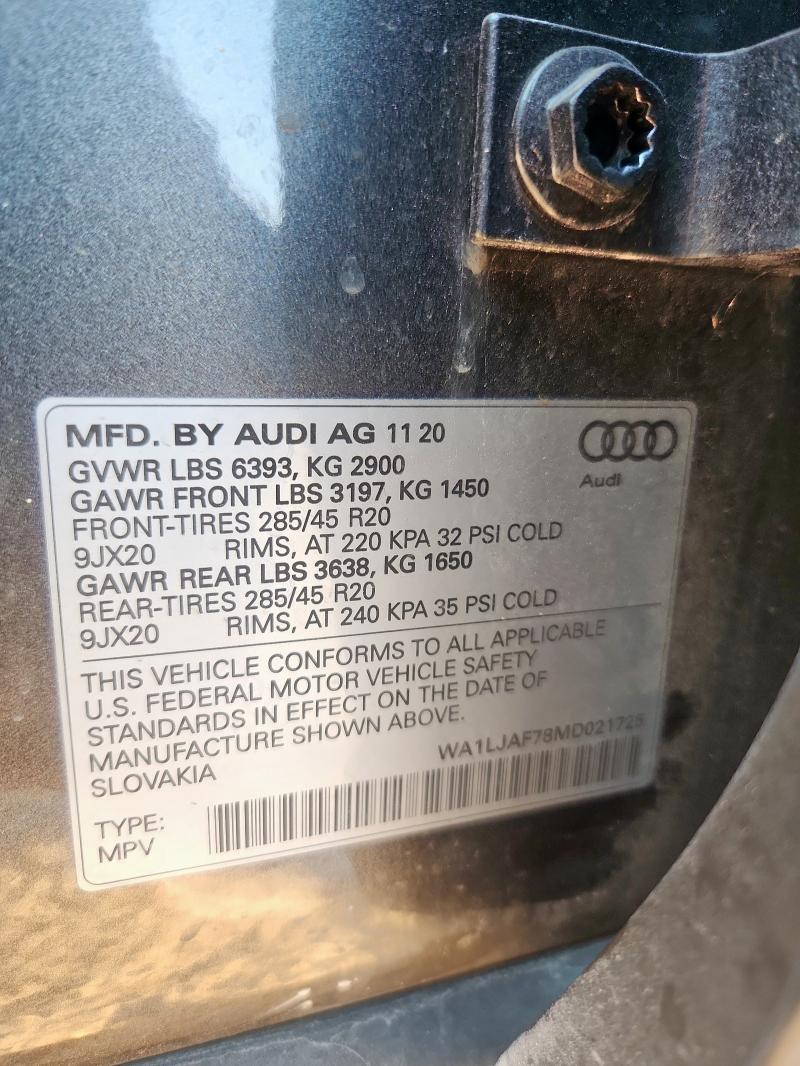 MFD. BY AUDI AG 11 20
Audi
GVWR LBS 6393, KG 2900
GAWR FRONT LBS 3197, KG 1450
FRONT-TIRES 285/45 R20
9JX20 RIMS, AT 220 KPA 32 PSI COLD
GAWR REAR LBS 3638, KG 1650
REAR-TIRES 285/45 R20
9JX20 RIMS, AT 240 KPA 35 PSI COLD
THIS VEHICLE CONFORMS TO ALL APPLICABLE
U.S. FEDERAL MOTOR VEHICLE SAFETY
STANDARDS IN EFFECT ON THE DATE OF
MANUFACTURE SHOWN ABOVE.
SLOVAKIA
WA1LJAF78MD021725
TYPE:
MPV